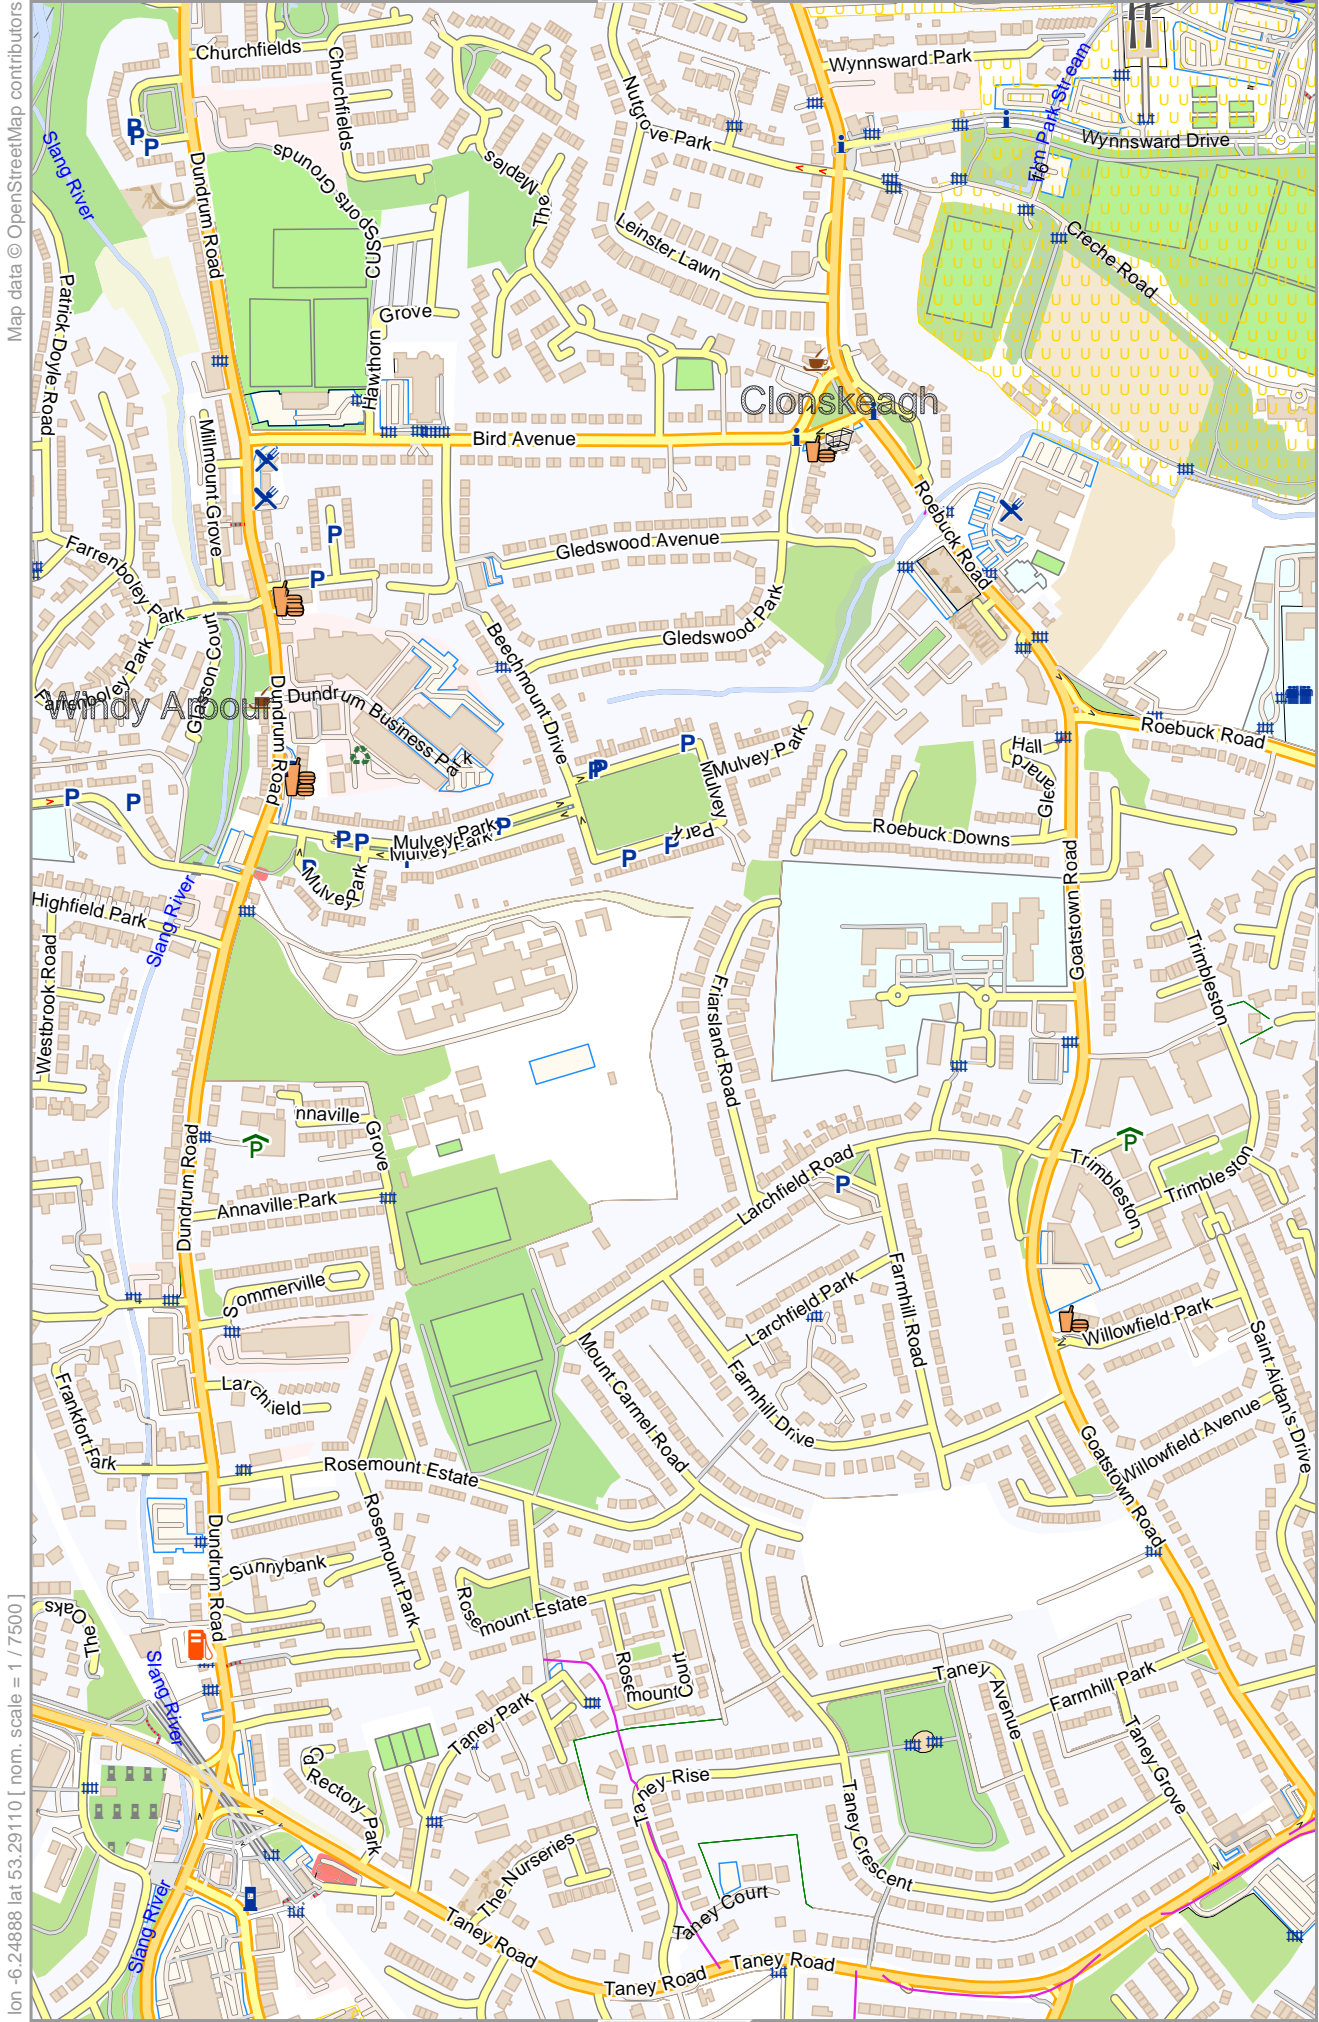 Map data © OpenStreetMap contributors
lon -6.24888 lat 53.29110 [ nom. scale = 1 / 7500 ]
Churchfields
Churchfields
Wynnsward Park
Elm Park Stream
Nutgrove Park
Wynnsward Drive
Slang River
Dundrum Road
CUS Sports Grounds
The Maples
Leinster Lawn
Creche Road
Patrick Doyle Road
Grove
Hawthorn
Clonskeagh
Bird Avenue
Millmount Grove
Roebuck Road
Farrenboley Park
Gledswood Avenue
Gledswood Park
Beechmount Drive
Farrenboley Park
Glasson Court
Windy Arbour
Dundrum Road
Dundrum Business Park
Mulvey Park
Mulvey Park
Roebuck Road
Glenard Hall
Mulvey Park
Mulvey Park
Mulvey Park
Roebuck Downs
Goatstown Road
Highfield Park
Slang River
Westbrook Road
Friarsland Road
Trimbleston
Annaville Grove
Dundrum Road
Annaville Park
Larchfield Road
Trimbleston
Trimbleston
Sommerville
Larchfield Park
Farmhill Road
Willowfield Park
Saint Aidan's Drive
Mount Carmel Road
Farmhill Drive
Larchfield
Frankfort Park
Rosemount Estate
Goatstown Road
Willowfield Avenue
Rosemount Park
Dundrum Road
Sunnybank
Rosemount Estate
The Oaks
Slang River
Rosemount Court
Taney Avenue
Farmhill Park
Taney Park
Taney Grove
Rectory Park
Taney Rise
Taney Crescent
The Nurseries
Taney Court
Slang River
Taney Road
Taney Road
Taney Road